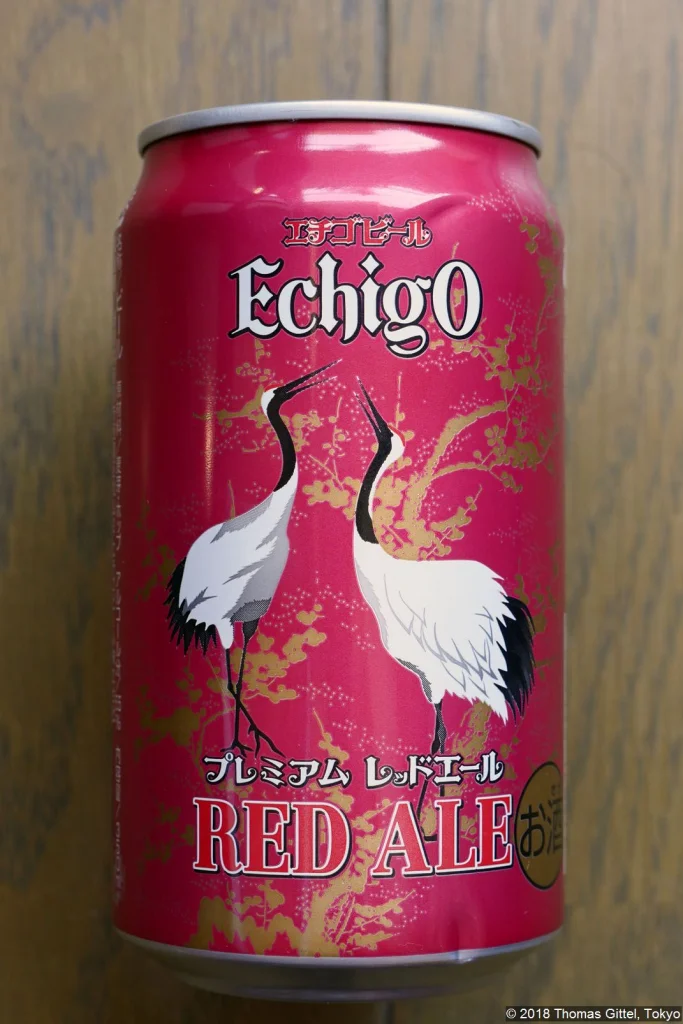 エチゴビール
Echigo
プレミアム レッドエール
RED ALE
お酒
© 2018 Thomas Gittel, Tokyo